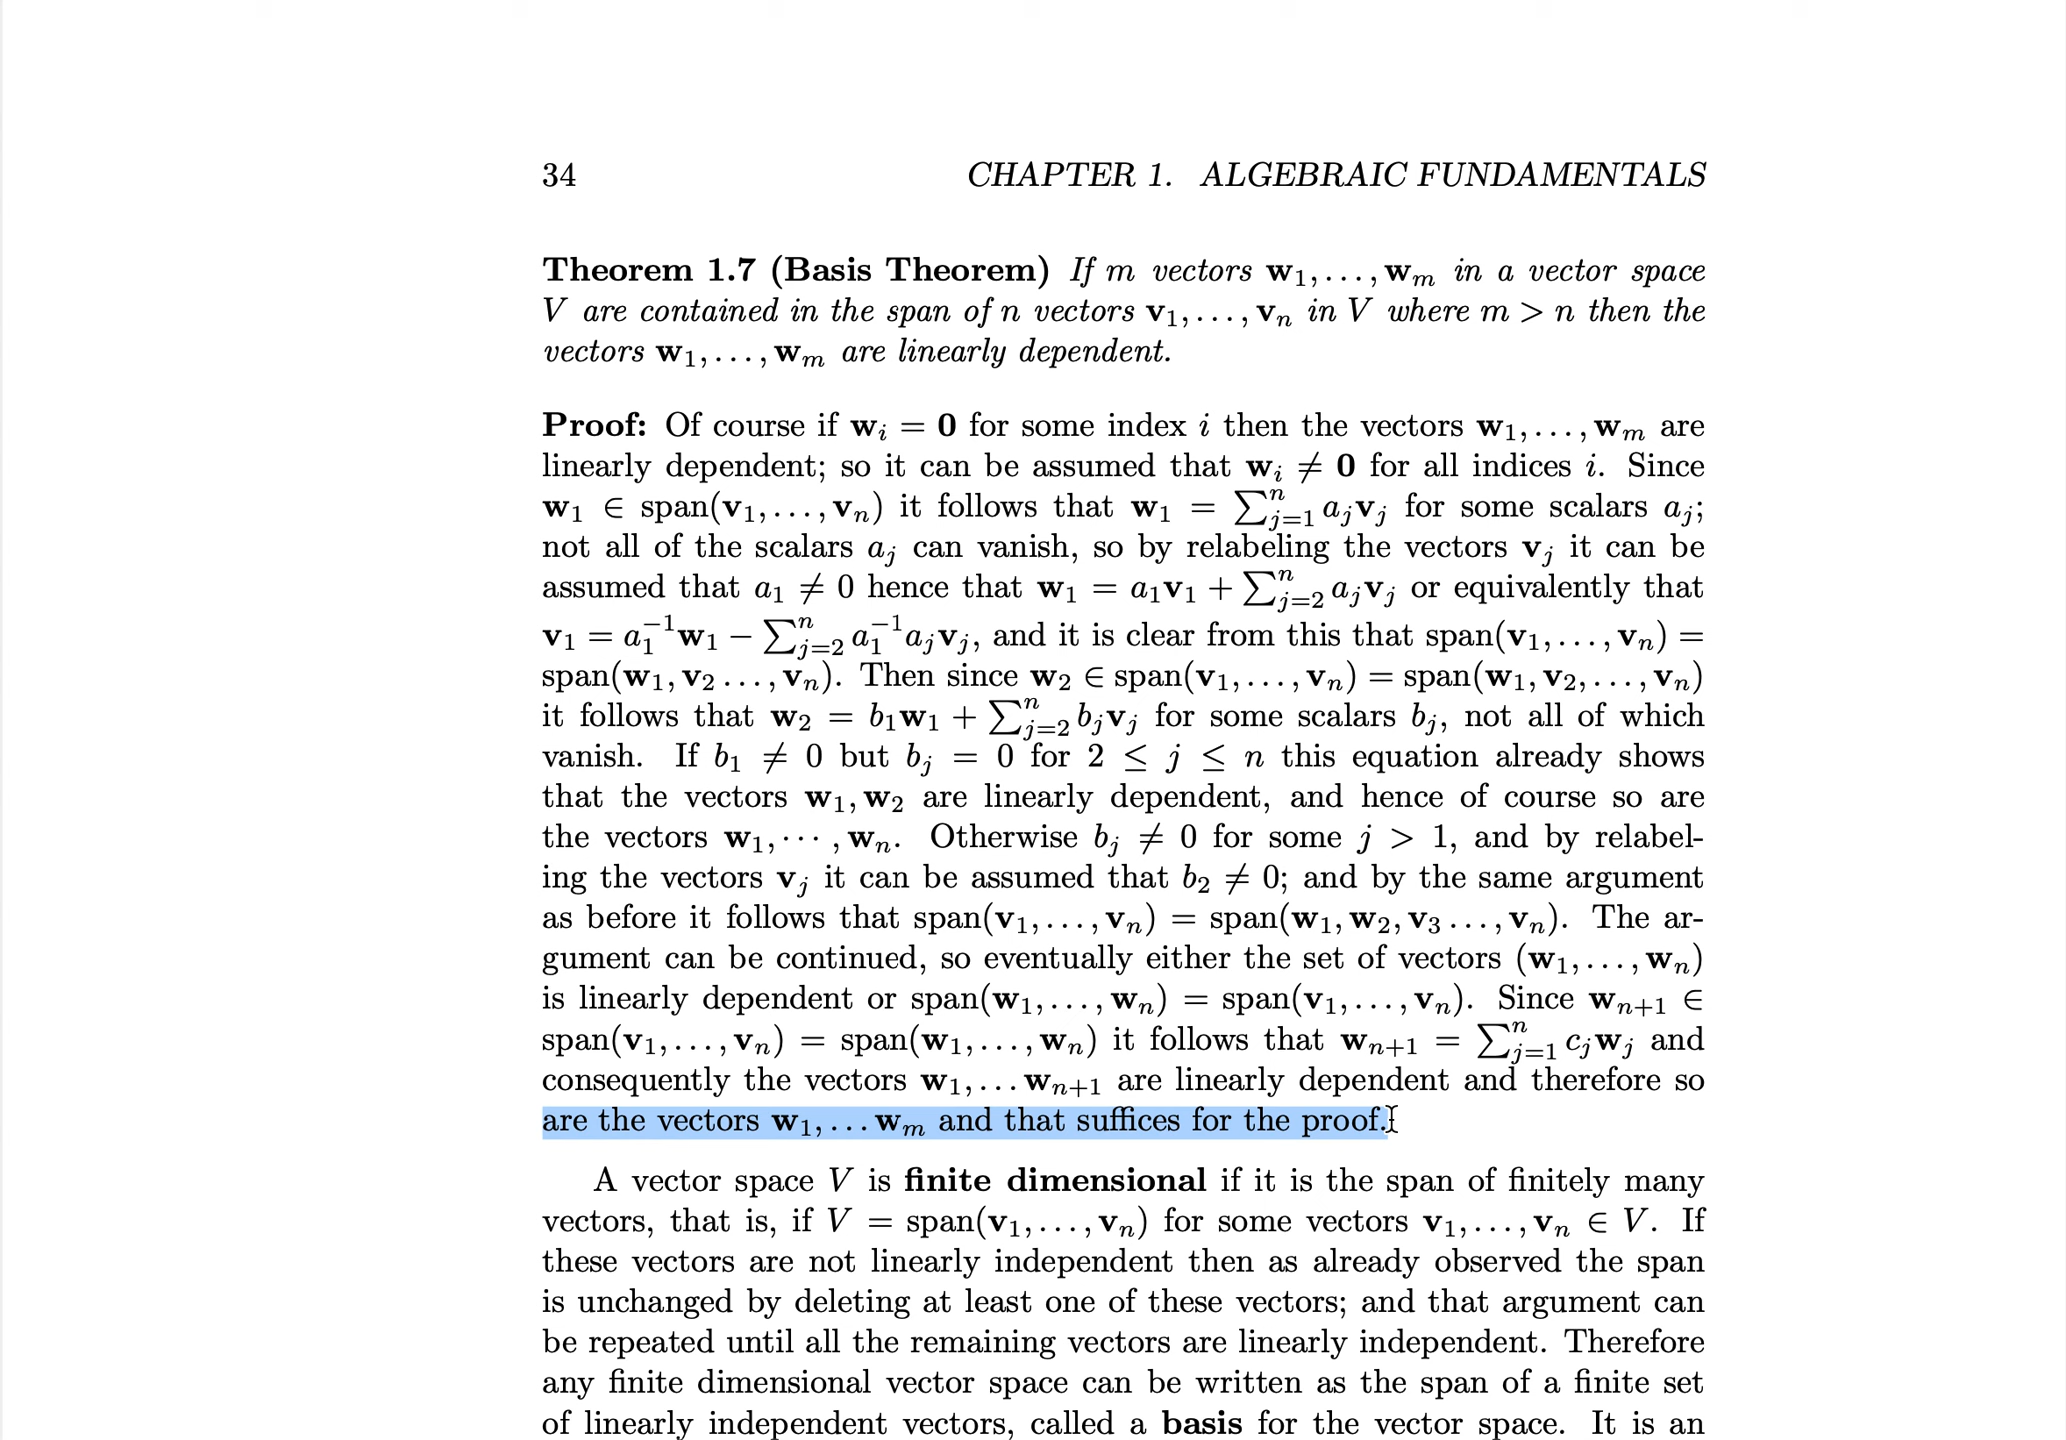 34 CHAPTER 1. ALGEBRAIC FUNDAMENTALS
Theorem 1.7 (Basis Theorem) If m vectors w₁, . . . , wₘ in a vector space
V are contained in the span of n vectors v₁, . . . , vₙ in V where m > n then the
vectors w₁, . . . , wₘ are linearly dependent.
Proof: Of course if wᵢ = 0 for some index i then the vectors w₁, . . . , wₘ are
linearly dependent; so it can be assumed that wᵢ ≠ 0 for all indices i. Since
w₁ ∈ span(v₁, . . . , vₙ) it follows that w₁ = ∑ⁿⱼ₌₁ aⱼvⱼ for some scalars aⱼ;
not all of the scalars aⱼ can vanish, so by relabeling the vectors vⱼ it can be
assumed that a₁ ≠ 0 hence that w₁ = a₁v₁ + ∑ⁿⱼ₌₂ aⱼvⱼ or equivalently that
v₁ = a₁⁻¹w₁ − ∑ⁿⱼ₌₂ a₁⁻¹aⱼvⱼ, and it is clear from this that span(v₁, . . . , vₙ) =
span(w₁, v₂ . . . , vₙ). Then since w₂ ∈ span(v₁, . . . , vₙ) = span(w₁, v₂, . . . , vₙ)
it follows that w₂ = b₁w₁ + ∑ⁿⱼ₌₂ bⱼvⱼ for some scalars bⱼ, not all of which
vanish. If b₁ ≠ 0 but bⱼ = 0 for 2 ≤ j ≤ n this equation already shows
that the vectors w₁, w₂ are linearly dependent, and hence of course so are
the vectors w₁, · · · , wₙ. Otherwise bⱼ ≠ 0 for some j > 1, and by relabel-
ing the vectors vⱼ it can be assumed that b₂ ≠ 0; and by the same argument
as before it follows that span(v₁, . . . , vₙ) = span(w₁, w₂, v₃ . . . , vₙ). The ar-
gument can be continued, so eventually either the set of vectors (w₁, . . . , wₙ)
is linearly dependent or span(w₁, . . . , wₙ) = span(v₁, . . . , vₙ). Since wₙ₊₁ ∈
span(v₁, . . . , vₙ) = span(w₁, . . . , wₙ) it follows that wₙ₊₁ = ∑ⁿⱼ₌₁ cⱼwⱼ and
consequently the vectors w₁, . . . wₙ₊₁ are linearly dependent and therefore so
are the vectors w₁, . . . wₘ and that suffices for the proof.
A vector space V is finite dimensional if it is the span of finitely many
vectors, that is, if V = span(v₁, . . . , vₙ) for some vectors v₁, . . . , vₙ ∈ V. If
these vectors are not linearly independent then as already observed the span
is unchanged by deleting at least one of these vectors; and that argument can
be repeated until all the remaining vectors are linearly independent. Therefore
any finite dimensional vector space can be written as the span of a finite set
of linearly independent vectors, called a basis for the vector space. It is an